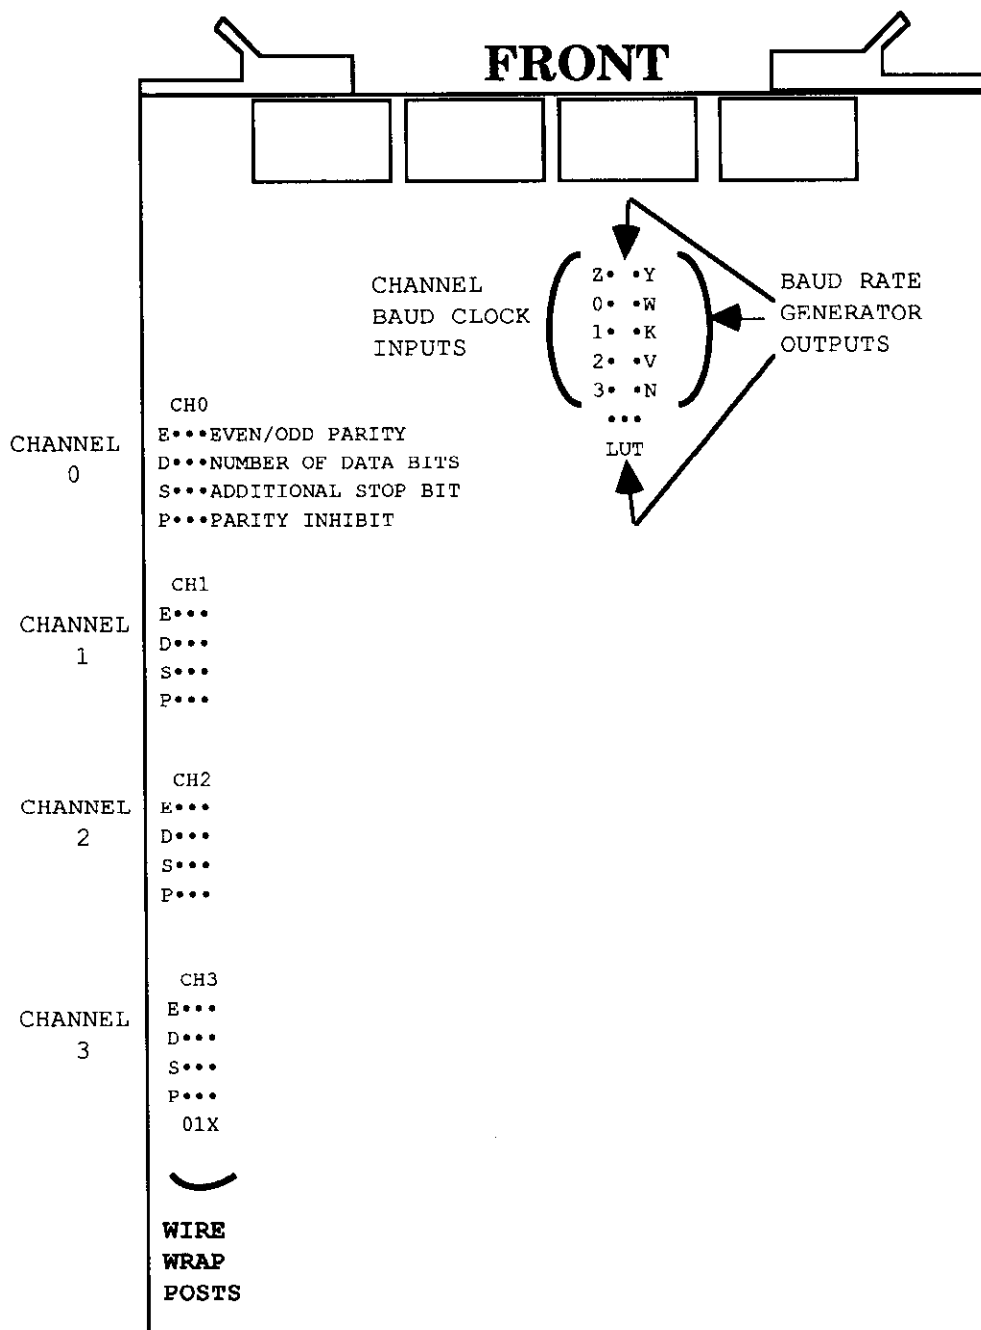 FRONT
Z• •Y
0• •W
1• •K
2• •V
3• •N
•••
LUT
CHANNEL
BAUD CLOCK
INPUTS
BAUD RATE
GENERATOR
OUTPUTS
CHANNEL
0
CH0
E•••EVEN/ODD PARITY
D•••NUMBER OF DATA BITS
S•••ADDITIONAL STOP BIT
P•••PARITY INHIBIT
CHANNEL
1
CH1
E•••
D•••
S•••
P•••
CHANNEL
2
CH2
E•••
D•••
S•••
P•••
CHANNEL
3
CH3
E•••
D•••
S•••
P•••
01X
WIRE
WRAP
POSTS